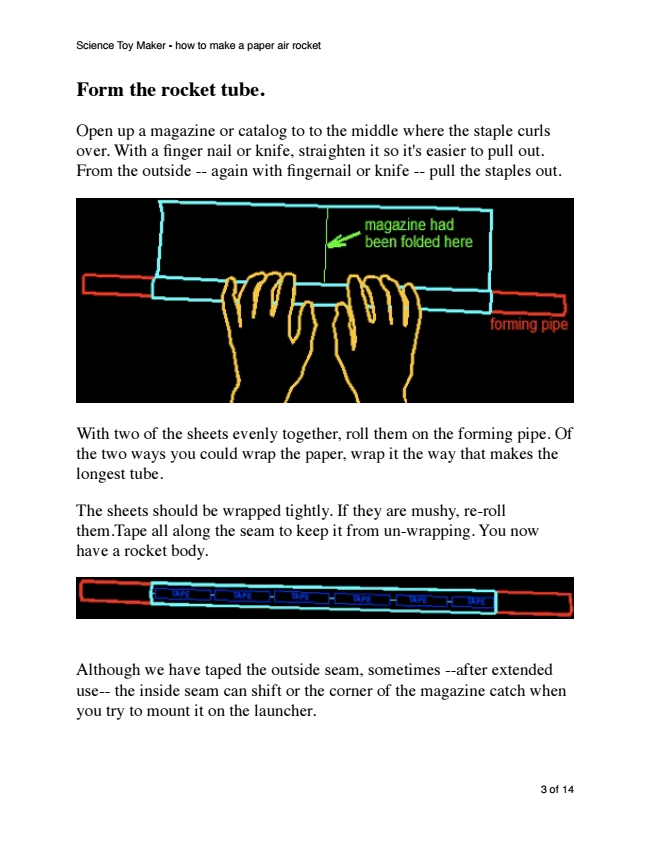 Science Toy Maker - how to make a paper air rocket
Form the rocket tube.
Open up a magazine or catalog to to the middle where the staple curls
over. With a finger nail or knife, straighten it so it's easier to pull out.
From the outside -- again with fingernail or knife -- pull the staples out.
magazine had
been folded here
forming pipe
With two of the sheets evenly together, roll them on the forming pipe. Of
the two ways you could wrap the paper, wrap it the way that makes the
longest tube.
The sheets should be wrapped tightly. If they are mushy, re-roll
them.Tape all along the seam to keep it from un-wrapping. You now
have a rocket body.
TAPE TAPE TAPE TAPE TAPE TAPE
Although we have taped the outside seam, sometimes --after extended
use-- the inside seam can shift or the corner of the magazine catch when
you try to mount it on the launcher.
3 of 14